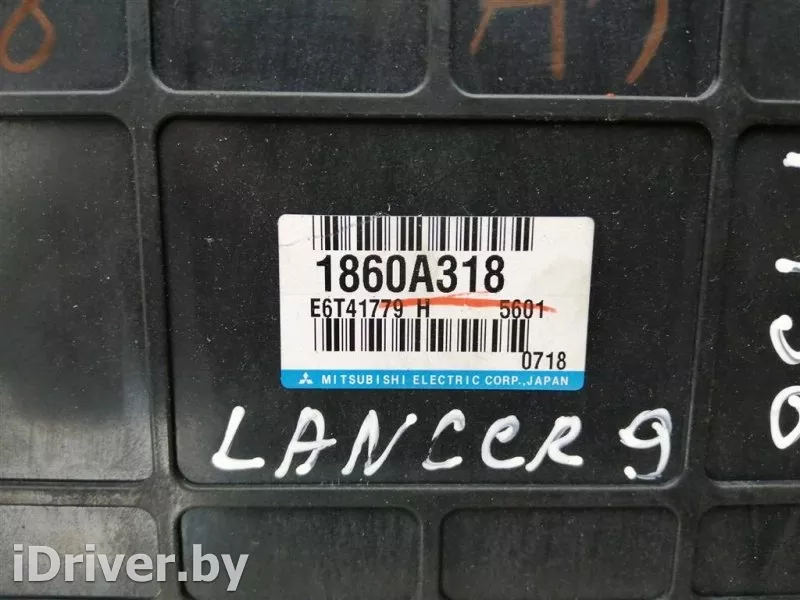 1860A318
E6T41779 H 5601
0718
MITSUBISHI ELECTRIC CORP., JAPAN
LANCER 9
iDriver.by